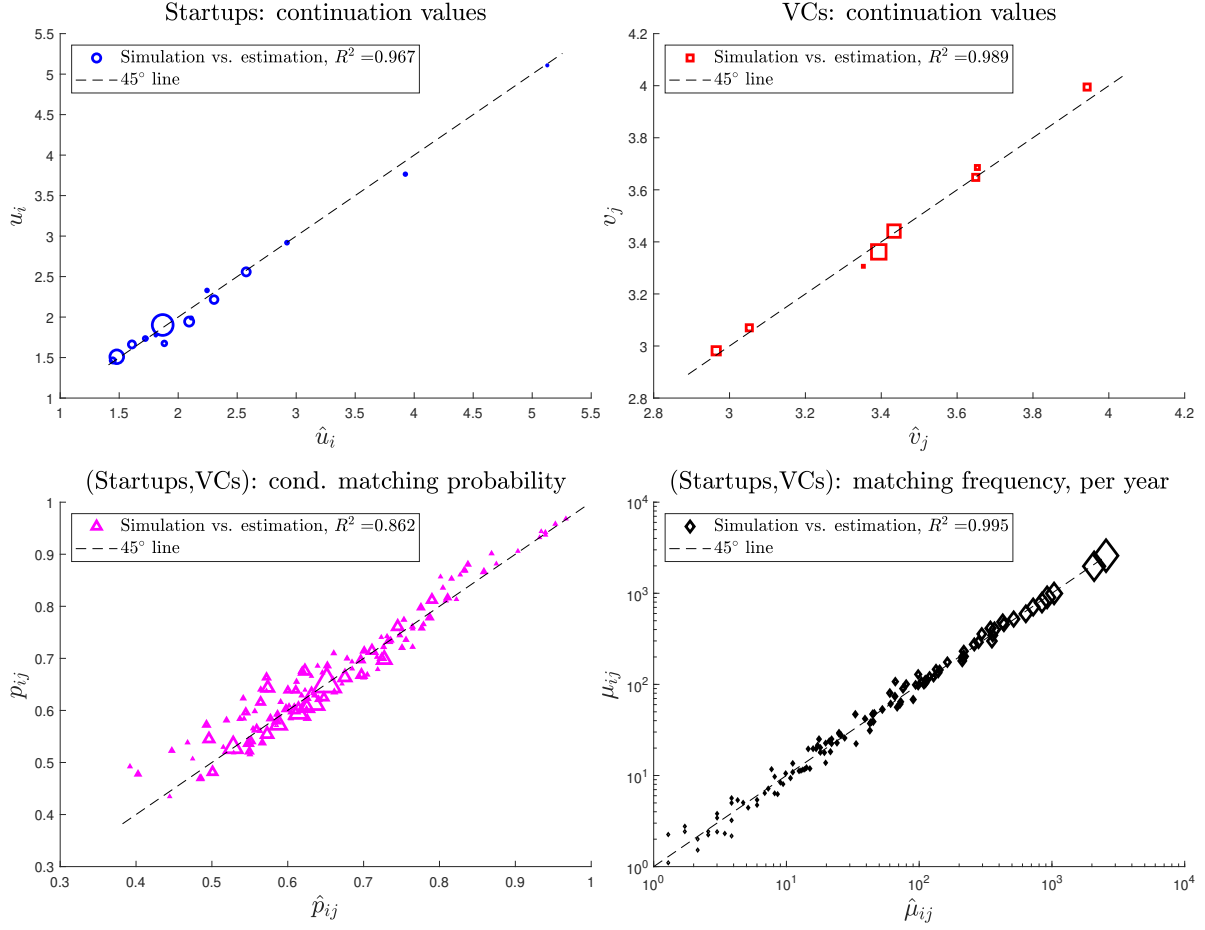 Startups: continuation values
5.5
5
4.5
4
3.5
3
2.5
2
1.5
1
u_i
Simulation vs. estimation, R² =0.967
45° line
1 1.5 2 2.5 3 3.5 4 4.5 5 5.5
û_i
VCs: continuation values
4.2
4
3.8
3.6
3.4
3.2
3
2.8
v_j
Simulation vs. estimation, R² =0.989
45° line
2.8 3 3.2 3.4 3.6 3.8 4 4.2
v̂_j
(Startups,VCs): cond. matching probability
1
0.9
0.8
0.7
0.6
0.5
0.4
0.3
p_ij
Simulation vs. estimation, R² =0.862
45° line
0.3 0.4 0.5 0.6 0.7 0.8 0.9 1
p̂_ij
(Startups,VCs): matching frequency, per year
10⁴
10³
10²
10¹
10⁰
μ_ij
Simulation vs. estimation, R² =0.995
45° line
10⁰ 10¹ 10² 10³ 10⁴
μ̂_ij